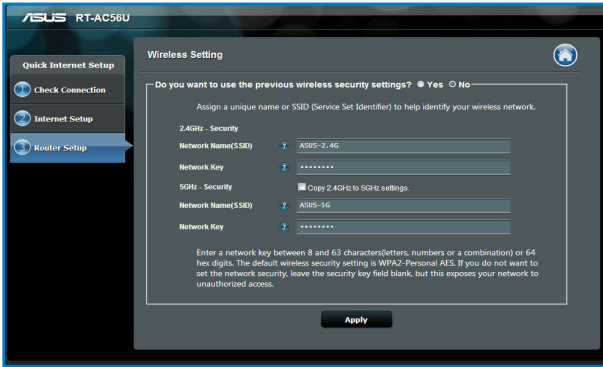 ASUS RT-AC56U
Quick Internet Setup
1 Check Connection
2 Internet Setup
3 Router Setup
Wireless Setting
Do you want to use the previous wireless security settings? Yes No
Assign a unique name or SSID (Service Set Identifier) to help identify your wireless network.
2.4GHz - Security
Network Name(SSID) ? ASUS-2.4G
Network Key ? ••••••••
5GHz - Security Copy 2.4GHz to 5GHz settings.
Network Name(SSID) ? ASUS-5G
Network Key ? ••••••••
Enter a network key between 8 and 63 characters(letters, numbers or a combination) or 64
hex digits. The default wireless security setting is WPA2-Personal AES. If you do not want to
set the network security, leave the security key field blank, but this exposes your network to
unauthorized access.
Apply